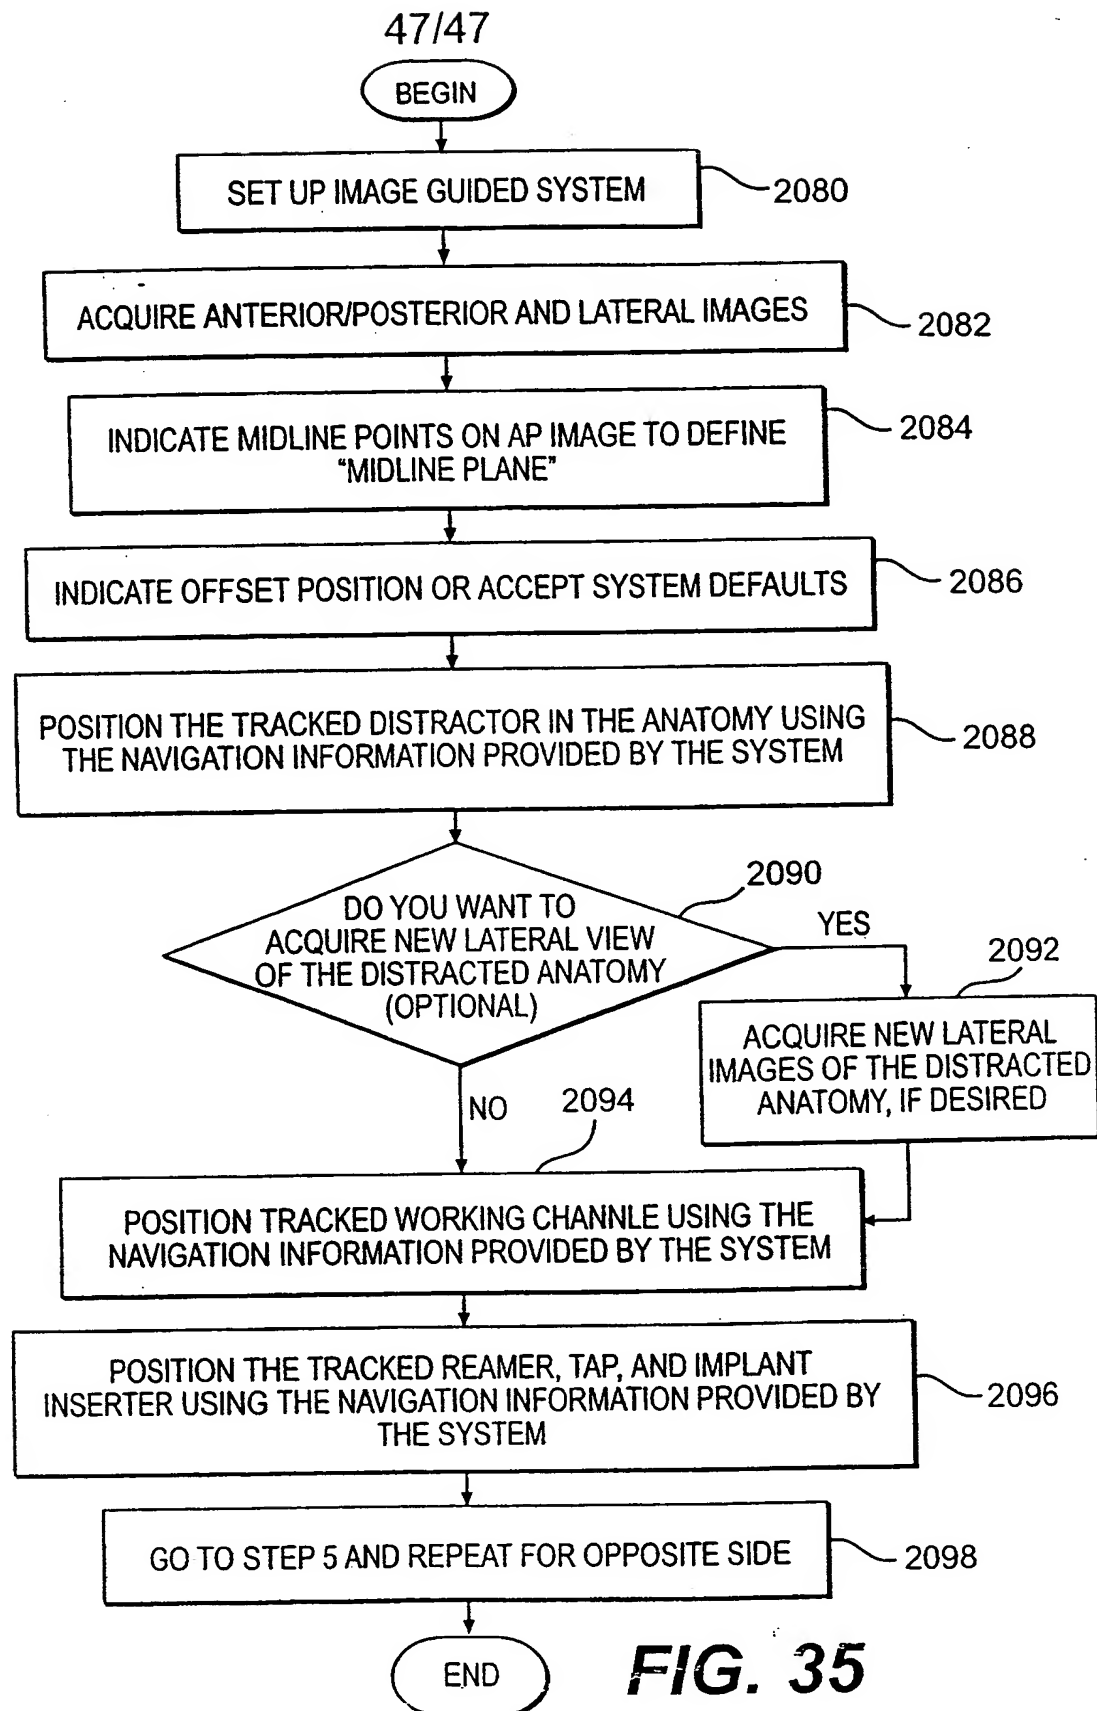 47/47
BEGIN
SET UP IMAGE GUIDED SYSTEM
2080
ACQUIRE ANTERIOR/POSTERIOR AND LATERAL IMAGES
2082
INDICATE MIDLINE POINTS ON AP IMAGE TO DEFINE
“MIDLINE PLANE”
2084
INDICATE OFFSET POSITION OR ACCEPT SYSTEM DEFAULTS
2086
POSITION THE TRACKED DISTRACTOR IN THE ANATOMY USING
THE NAVIGATION INFORMATION PROVIDED BY THE SYSTEM
2088
DO YOU WANT TO
ACQUIRE NEW LATERAL VIEW
OF THE DISTRACTED ANATOMY
(OPTIONAL)
2090
YES
2092
ACQUIRE NEW LATERAL
IMAGES OF THE DISTRACTED
ANATOMY, IF DESIRED
NO
2094
POSITION TRACKED WORKING CHANNLE USING THE
NAVIGATION INFORMATION PROVIDED BY THE SYSTEM
POSITION THE TRACKED REAMER, TAP, AND IMPLANT
INSERTER USING THE NAVIGATION INFORMATION PROVIDED BY
THE SYSTEM
2096
GO TO STEP 5 AND REPEAT FOR OPPOSITE SIDE
2098
END
FIG. 35